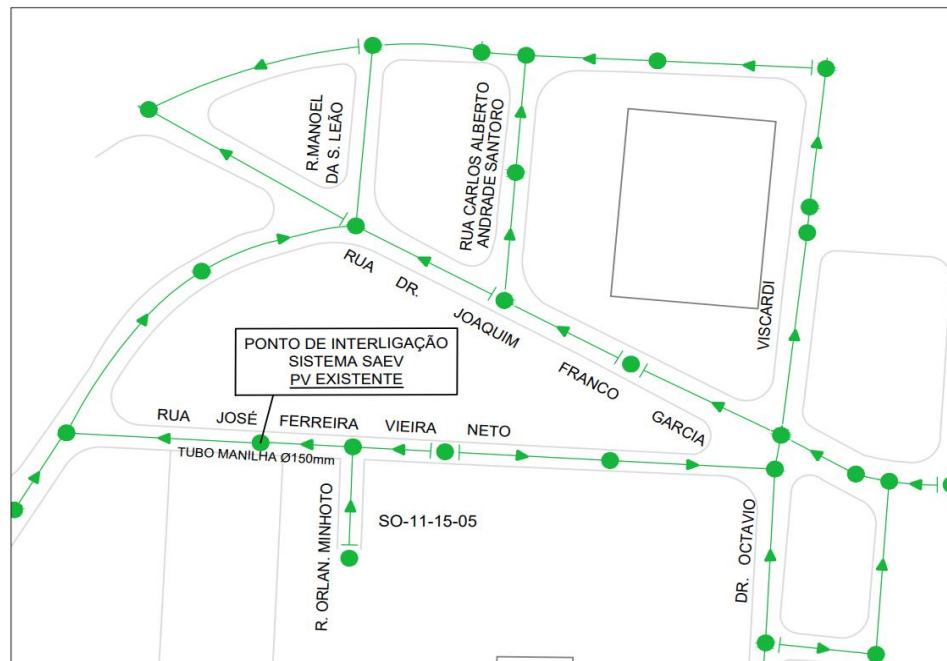 R.MANOEL
DA S. LEÃO
RUA CARLOS ALBERTO
ANDRADE SANTORO
RUA DR. JOAQUIM FRANCO GARCIA
VISCARDI
PONTO DE INTERLIGAÇÃO
SISTEMA SAEV
PV EXISTENTE
RUA JOSÉ FERREIRA VIEIRA NETO
TUBO MANILHA Ø150mm
R. ORLAN. MINHOTO
SO-11-15-05
DR. OCTAVIO